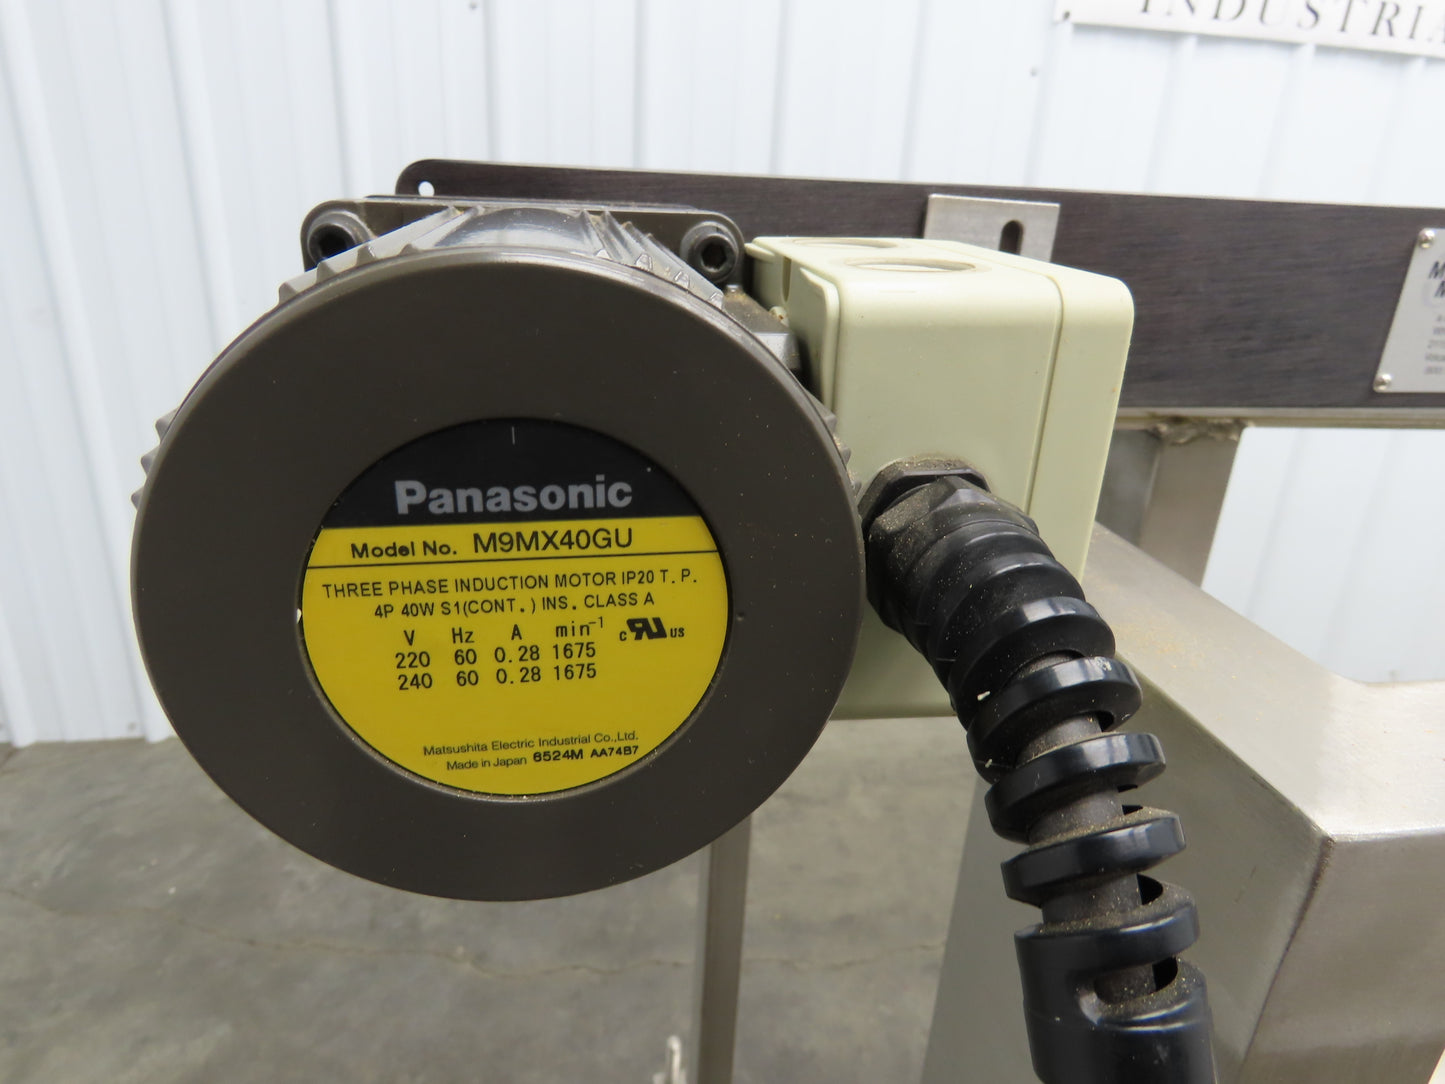 INDUSTRIA
Panasonic
Model No. M9MX40GU
THREE PHASE INDUCTION MOTOR IP20 T. P.
4P 40W S1(CONT.) INS. CLASS A
V Hz A min⁻¹
220 60 0.28 1675
240 60 0.28 1675
c RU US
Matsushita Electric Industrial Co.,Ltd.
Made in Japan 6524M AA74B7